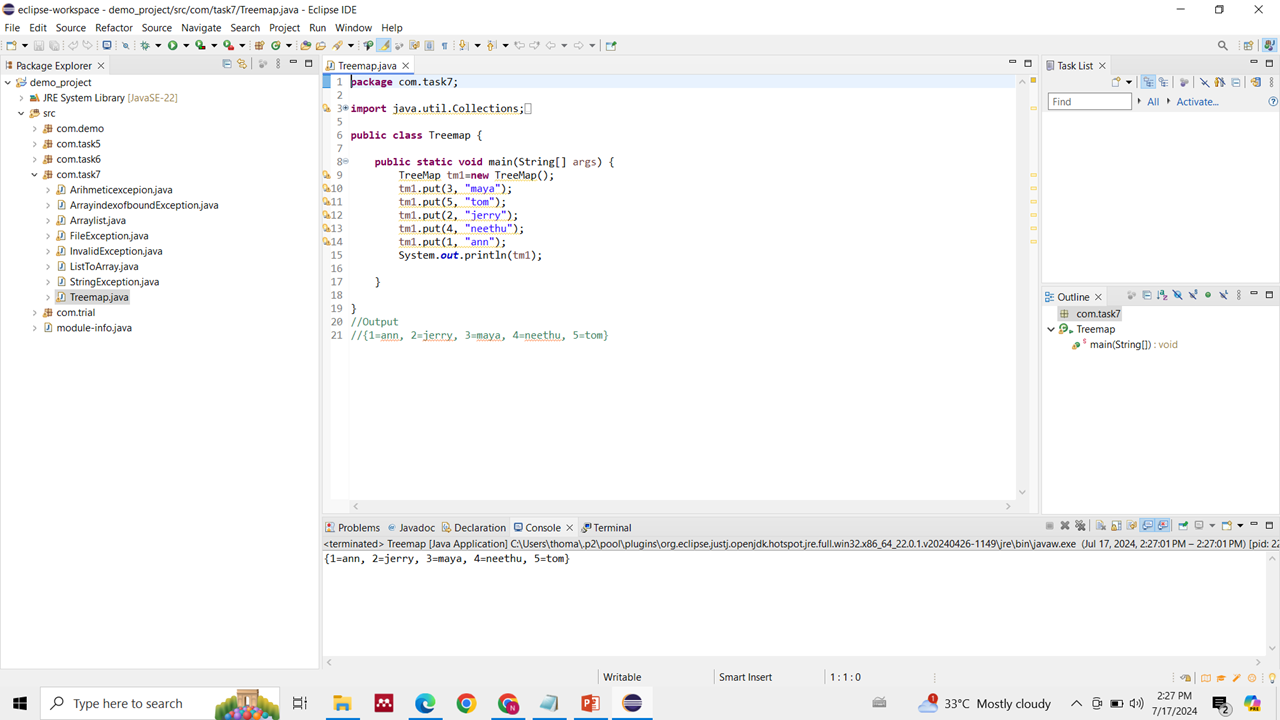 eclipse-workspace - demo_project/src/com/task7/Treemap.java - Eclipse IDE
File Edit Source Refactor Source Navigate Search Project Run Window Help
Package Explorer
demo_project
JRE System Library [JavaSE-22]
src
com.demo
com.task5
com.task6
com.task7
Arihmeticexcepion.java
ArrayindexofboundException.java
Arraylist.java
FileException.java
InvalidException.java
ListToArray.java
StringException.java
Treemap.java
com.trial
module-info.java
Treemap.java
1 package com.task7;
2
3 import java.util.Collections;
5
6 public class Treemap {
7
8 public static void main(String[] args) {
9 TreeMap tm1=new TreeMap();
10 tm1.put(3, "maya");
11 tm1.put(5, "tom");
12 tm1.put(2, "jerry");
13 tm1.put(4, "neethu");
14 tm1.put(1, "ann");
15 System.out.println(tm1);
16
17 }
18
19 }
20 //Output
21 //{1=ann, 2=jerry, 3=maya, 4=neethu, 5=tom}
Task List
Find All Activate...
Outline
com.task7
Treemap
main(String[]) : void
Problems Javadoc Declaration Console Terminal
<terminated> Treemap [Java Application] C:\Users\thoma\.p2\pool\plugins\org.eclipse.justj.openjdk.hotspot.jre.full.win32.x86_64_22.0.1.v20240426-1149\jre\bin\javaw.exe (Jul 17, 2024, 2:27:01 PM – 2:27:01 PM) [pid: 22
{1=ann, 2=jerry, 3=maya, 4=neethu, 5=tom}
Writable Smart Insert 1 : 1 : 0
Type here to search
1 33°C Mostly cloudy
2:27 PM
7/17/2024
2